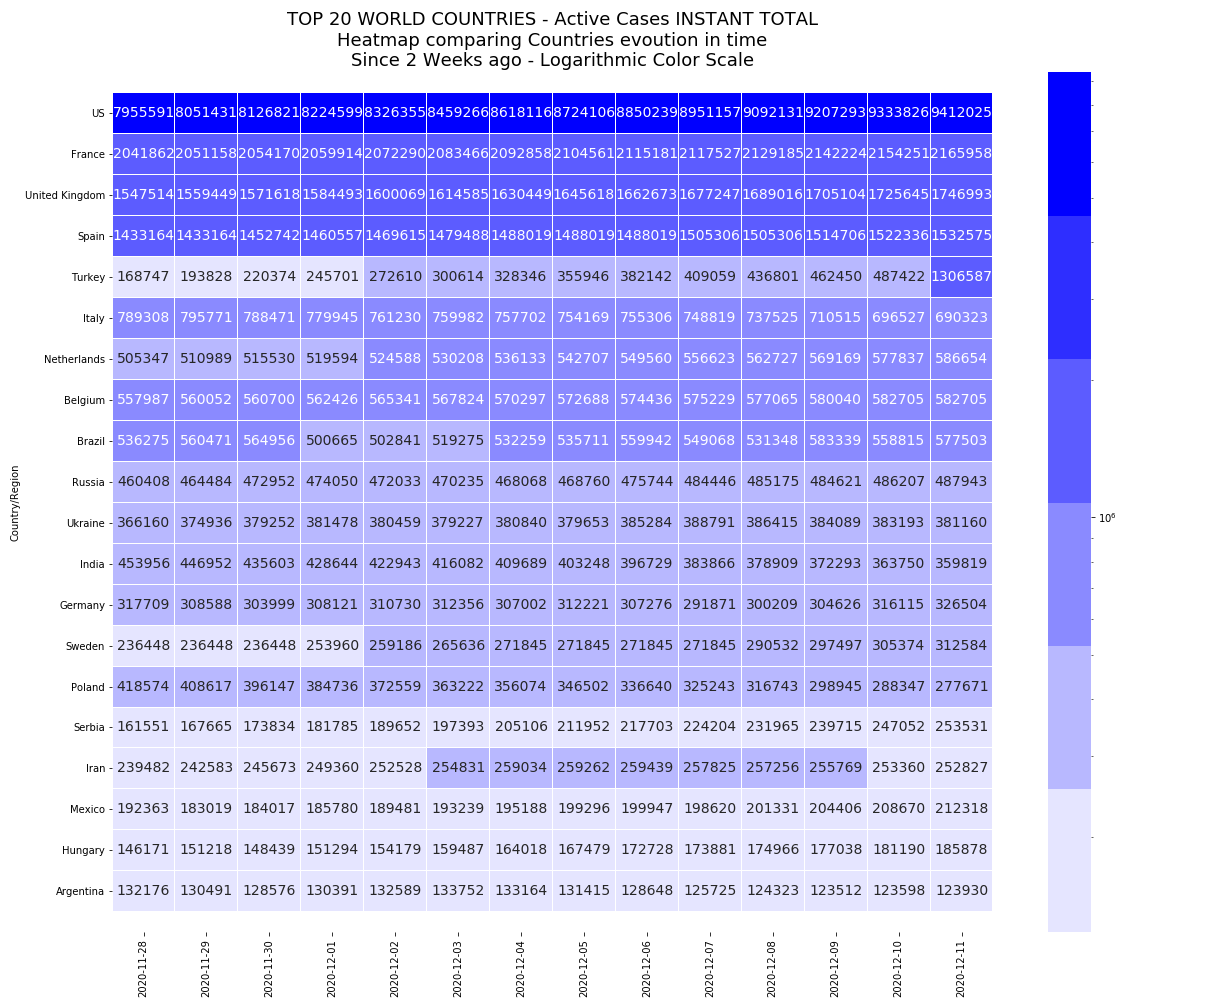 TOP 20 WORLD COUNTRIES - Active Cases INSTANT TOTAL
Heatmap comparing Countries evoution in time
Since 2 Weeks ago - Logarithmic Color Scale
US 7955591 8051431 8126821 8224599 8326355 8459266 8618116 8724106 8850239 8951157 9092131 9207293 9333826 9412025
France 2041862 2051158 2054170 2059914 2072290 2083466 2092858 2104561 2115181 2117527 2129185 2142224 2154251 2165958
United Kingdom 1547514 1559449 1571618 1584493 1600069 1614585 1630449 1645618 1662673 1677247 1689016 1705104 1725645 1746993
Spain 1433164 1433164 1452742 1460557 1469615 1479488 1488019 1488019 1488019 1505306 1505306 1514706 1522336 1532575
Turkey 168747 193828 220374 245701 272610 300614 328346 355946 382142 409059 436801 462450 487422 1306587
Italy 789308 795771 788471 779945 761230 759982 757702 754169 755306 748819 737525 710515 696527 690323
Netherlands 505347 510989 515530 519594 524588 530208 536133 542707 549560 556623 562727 569169 577837 586654
Belgium 557987 560052 560700 562426 565341 567824 570297 572688 574436 575229 577065 580040 582705 582705
Brazil 536275 560471 564956 500665 502841 519275 532259 535711 559942 549068 531348 583339 558815 577503
Russia 460408 464484 472952 474050 472033 470235 468068 468760 475744 484446 485175 484621 486207 487943
Ukraine 366160 374936 379252 381478 380459 379227 380840 379653 385284 388791 386415 384089 383193 381160
India 453956 446952 435603 428644 422943 416082 409689 403248 396729 383866 378909 372293 363750 359819
Germany 317709 308588 303999 308121 310730 312356 307002 312221 307276 291871 300209 304626 316115 326504
Sweden 236448 236448 236448 253960 259186 265636 271845 271845 271845 271845 290532 297497 305374 312584
Poland 418574 408617 396147 384736 372559 363222 356074 346502 336640 325243 316743 298945 288347 277671
Serbia 161551 167665 173834 181785 189652 197393 205106 211952 217703 224204 231965 239715 247052 253531
Iran 239482 242583 245673 249360 252528 254831 259034 259262 259439 257825 257256 255769 253360 252827
Mexico 192363 183019 184017 185780 189481 193239 195188 199296 199947 198620 201331 204406 208670 212318
Hungary 146171 151218 148439 151294 154179 159487 164018 167479 172728 173881 174966 177038 181190 185878
Argentina 132176 130491 128576 130391 132589 133752 133164 131415 128648 125725 124323 123512 123598 123930
Country/Region
2020-11-28 2020-11-29 2020-11-30 2020-12-01 2020-12-02 2020-12-03 2020-12-04 2020-12-05 2020-12-06 2020-12-07 2020-12-08 2020-12-09 2020-12-10 2020-12-11
10⁶